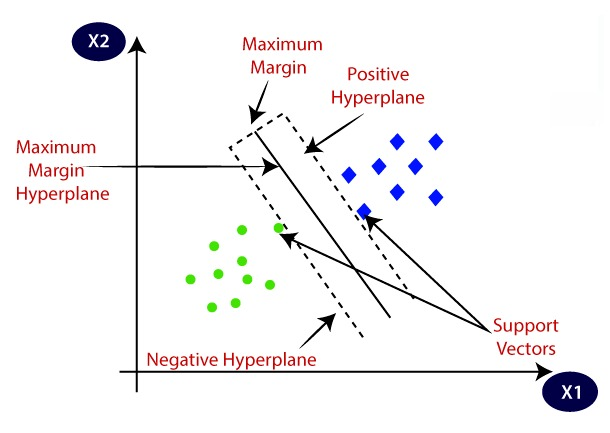 X2
Maximum
Margin
Positive
Hyperplane
Maximum
Margin
Hyperplane
Support
Vectors
Negative Hyperplane
X1